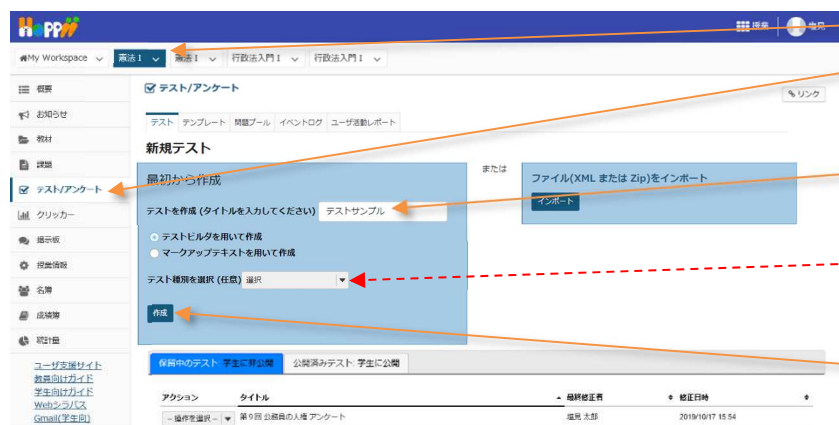 HoPPii
授業
塩見
My Workspace
憲法Ⅰ
憲法Ⅰ
行政法入門Ⅰ
行政法入門Ⅰ
概要
お知らせ
教材
課題
テスト/アンケート
クリッカー
掲示板
授業情報
名簿
成績簿
統計量
ユーザ支援サイト
教員向けガイド
学生向けガイド
Webシラバス
Gmail(学生向)
テスト/アンケート
リンク
テスト テンプレート 問題プール イベントログ ユーザ活動レポート
新規テスト
最初から作成
テストを作成 (タイトルを入力してください) テストサンプル
テストビルダを用いて作成
マークアップテキストを用いて作成
テスト種別を選択 (任意) 選択
作成
または
ファイル(XML または Zip)をインポート
インポート
保留中のテスト: 学生に非公開 公開済みテスト: 学生に公開
アクション タイトル 最終修正者 修正日時
-- 操作を選択 -- 第9回 公務員の人権 アンケート 塩見 太郎 2019/10/17 15:54